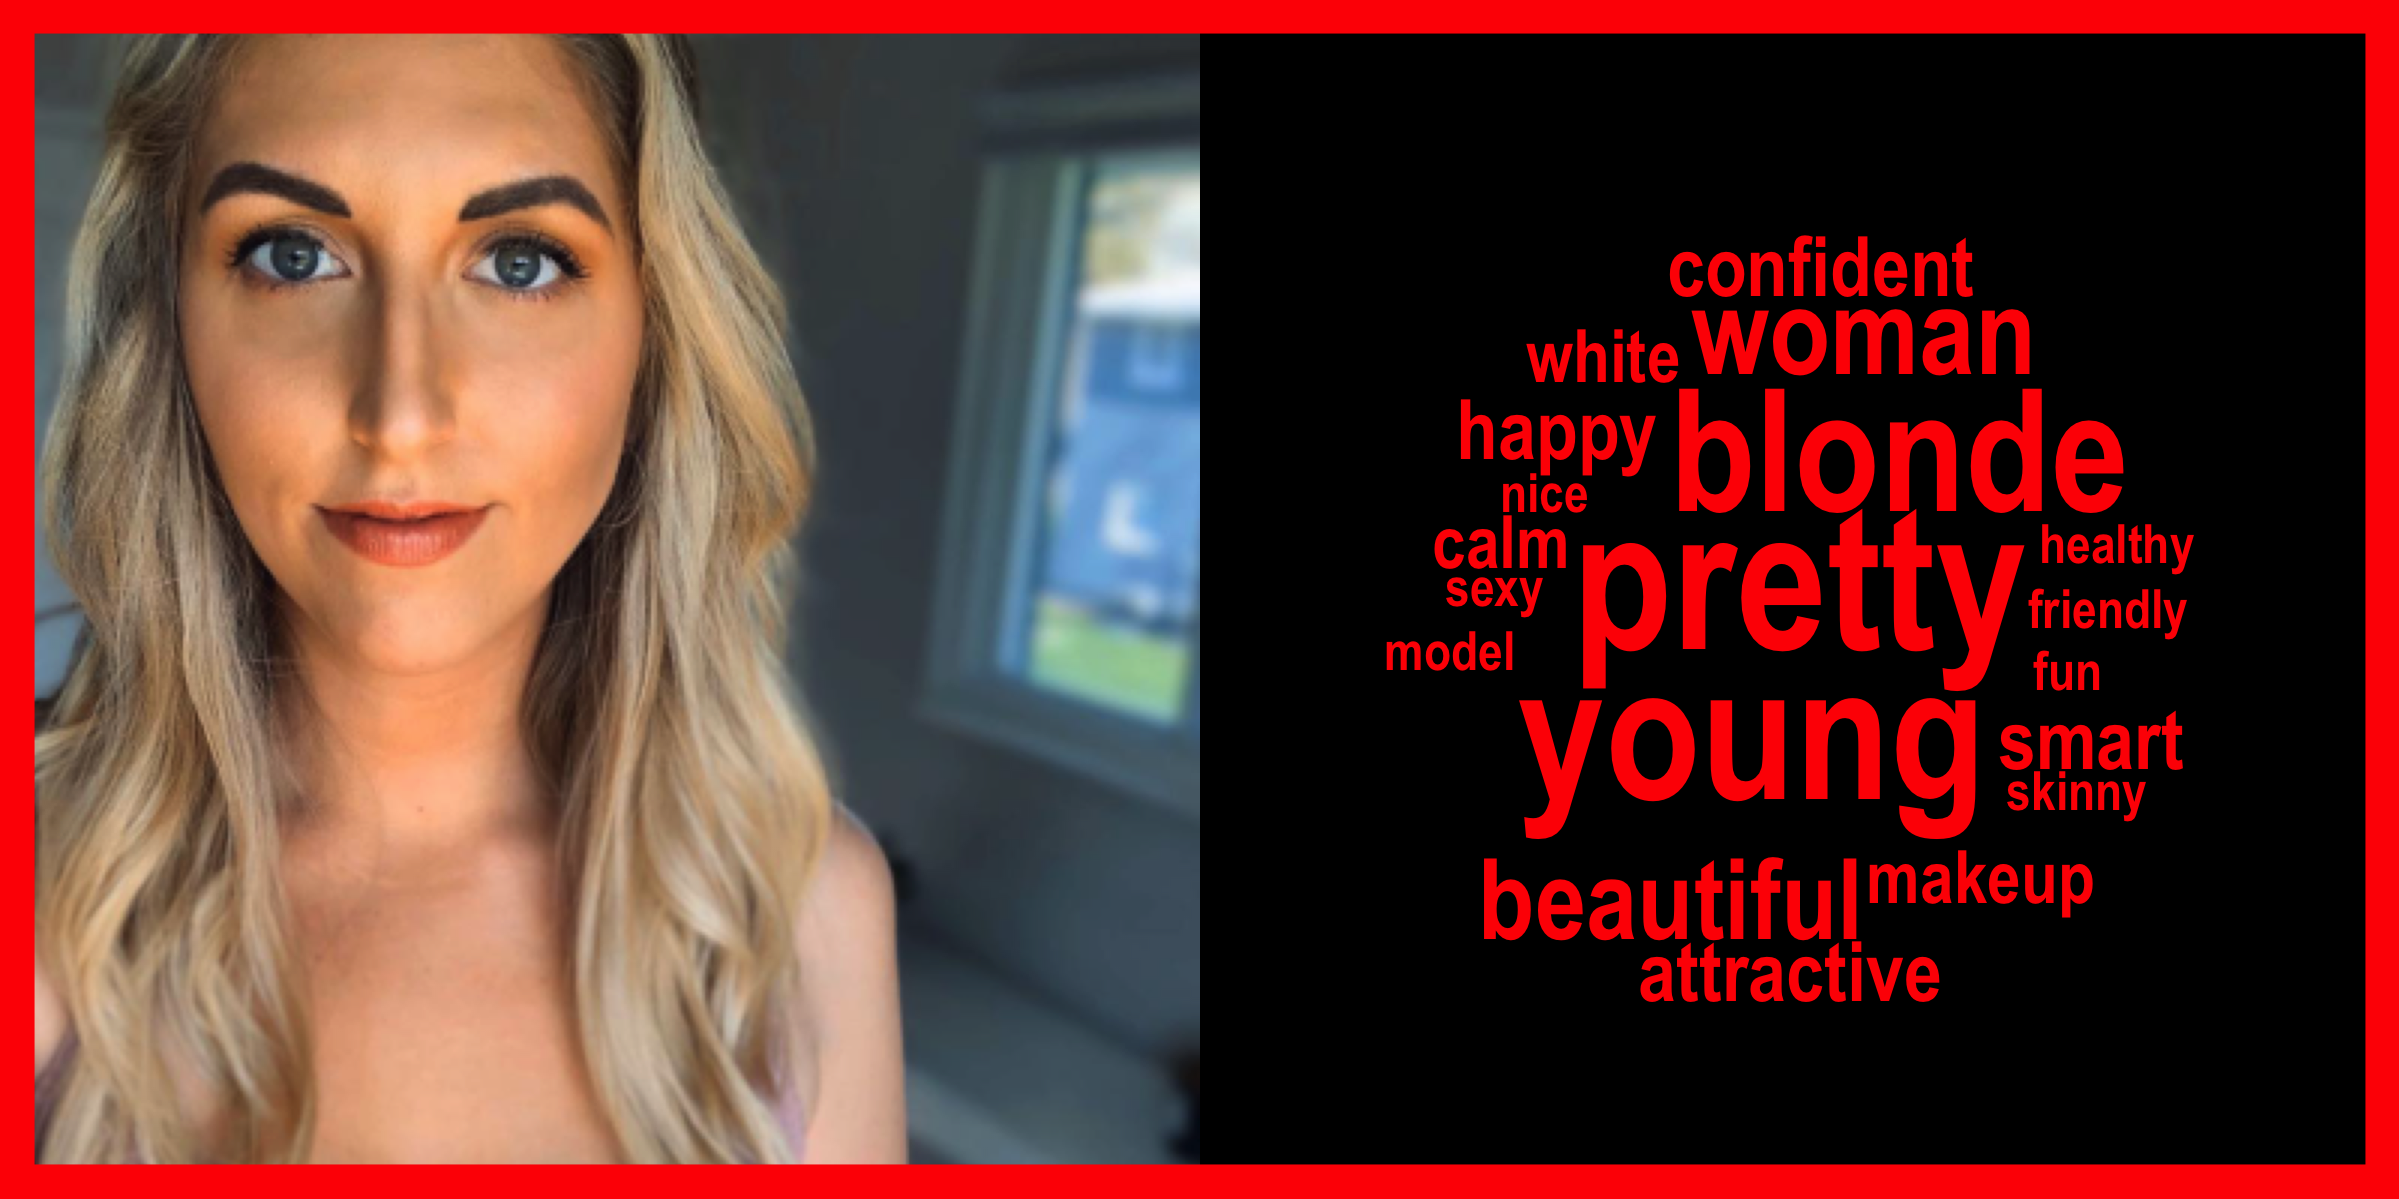 confident
white woman
happy blonde
nice
calm pretty healthy
sexy friendly
model fun
young smart
skinny
beautiful makeup
attractive